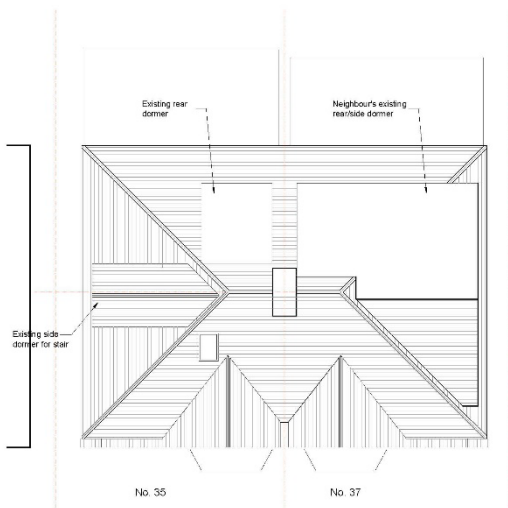 Existing rear
dormer
Neighbour's existing
rear/side dormer
Existing side
dormer for stair
No. 35
No. 37